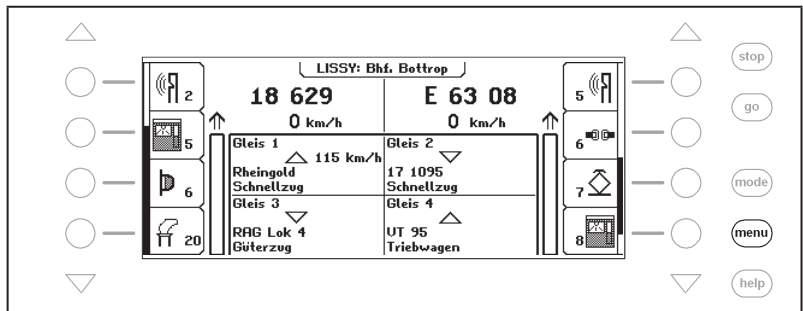 LISSY: Bhf. Bottrop
18 629
E 63 08
0 km/h
0 km/h
2
5
6
20
5
6
7
8
Gleis 1
115 km/h
Rheingold
Schnellzug
Gleis 2
17 1095
Schnellzug
Gleis 3
RAG Lok 4
Güterzug
Gleis 4
VT 95
Triebwagen
stop
go
mode
menu
help